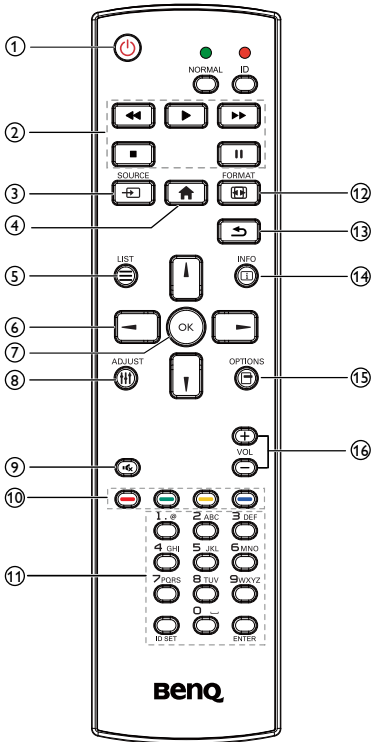 1
NORMAL ID
2
SOURCE FORMAT
3
12
4
13
LIST INFO
5
14
6
OK
7
ADJUST OPTIONS
8
15
+
VOL
16
−
9
10
1.@ 2 ABC 3 DEF
4 GHI 5 JKL 6 MNO
11
7 PQRS 8 TUV 9 WXYZ
0 ⎵
ID SET ENTER
BenQ